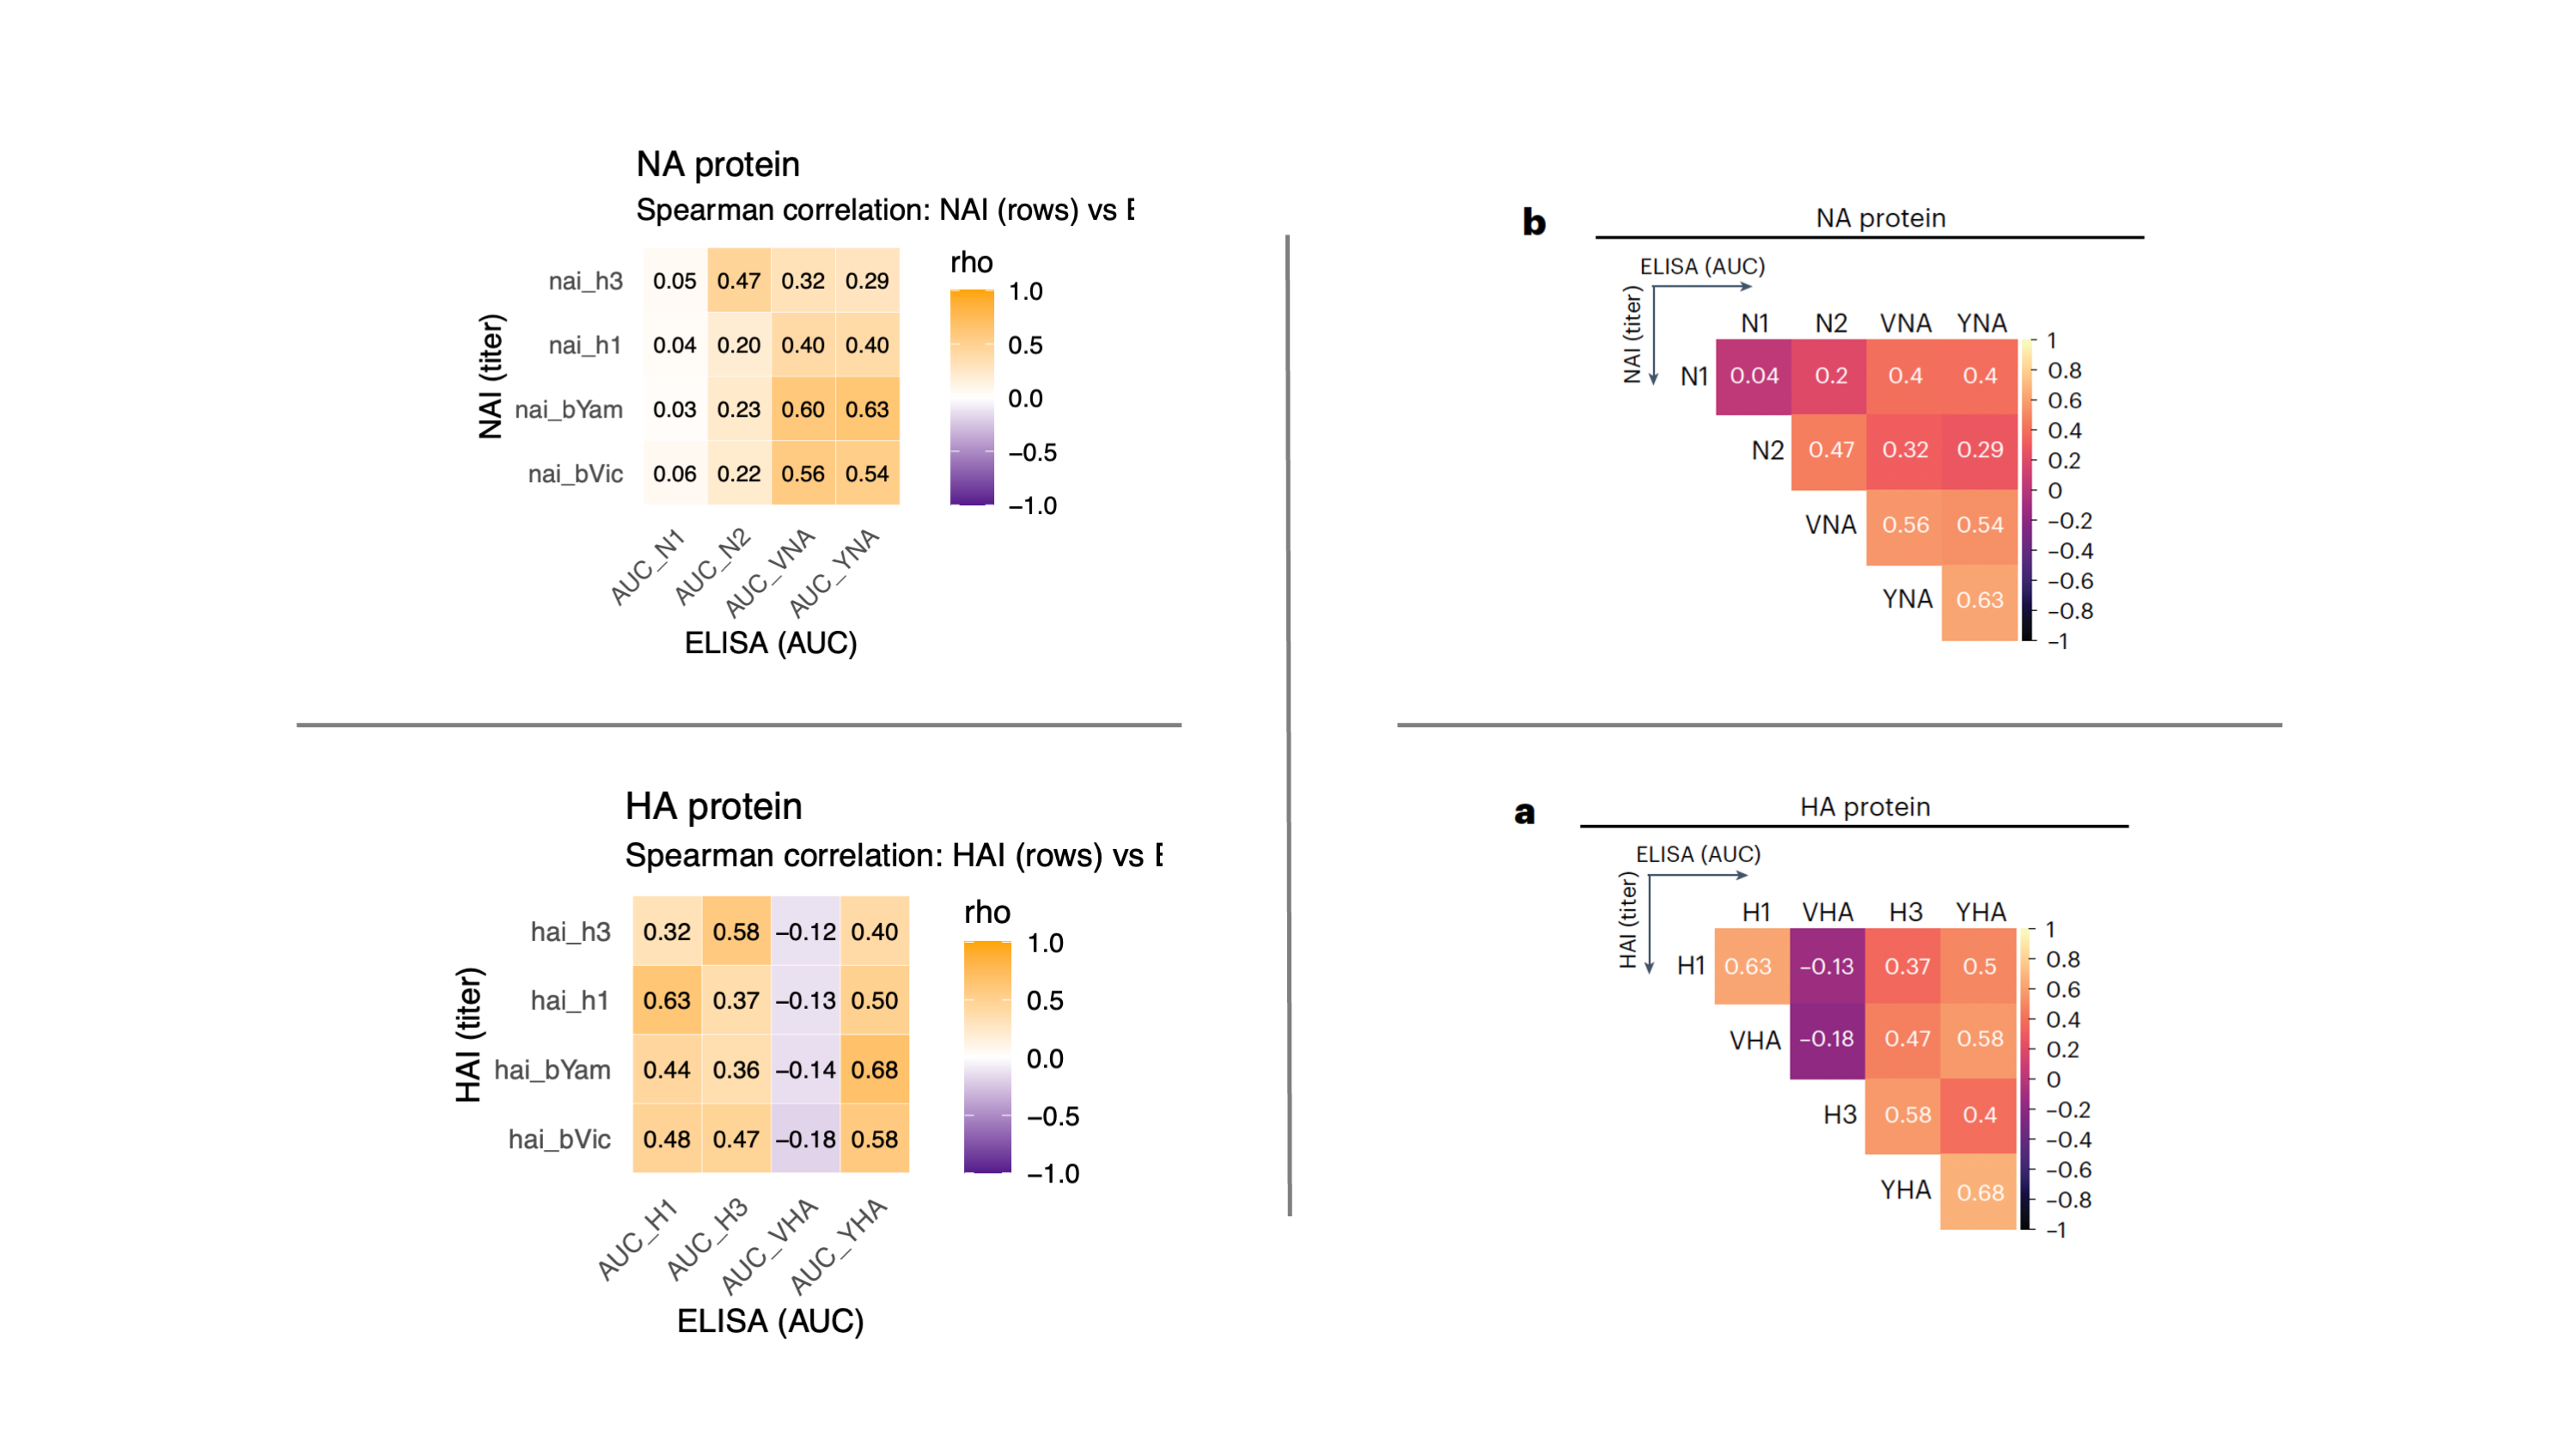 NA protein
Spearman correlation: NAI (rows) vs
rho
1.0
0.5
0.0
−0.5
−1.0
NAI (titer)
nai_h3 0.05 0.47 0.32 0.29
nai_h1 0.04 0.20 0.40 0.40
nai_bYam 0.03 0.23 0.60 0.63
nai_bVic 0.06 0.22 0.56 0.54
AUC_N1 AUC_N2 AUC_VNA AUC_YNA
ELISA (AUC)
b NA protein
ELISA (AUC)
NAI (titer)
N1 N2 VNA YNA
N1 0.04 0.2 0.4 0.4
N2 0.47 0.32 0.29
VNA 0.56 0.54
YNA 0.63
1
0.8
0.6
0.4
0.2
0
−0.2
−0.4
−0.6
−0.8
−1
HA protein
Spearman correlation: HAI (rows) vs
rho
1.0
0.5
0.0
−0.5
−1.0
HAI (titer)
hai_h3 0.32 0.58 −0.12 0.40
hai_h1 0.63 0.37 −0.13 0.50
hai_bYam 0.44 0.36 −0.14 0.68
hai_bVic 0.48 0.47 −0.18 0.58
AUC_H1 AUC_H3 AUC_VHA AUC_YHA
ELISA (AUC)
a HA protein
ELISA (AUC)
HAI (titer)
H1 VHA H3 YHA
H1 0.63 −0.13 0.37 0.5
VHA −0.18 0.47 0.58
H3 0.58 0.4
YHA 0.68
1
0.8
0.6
0.4
0.2
0
−0.2
−0.4
−0.6
−0.8
−1